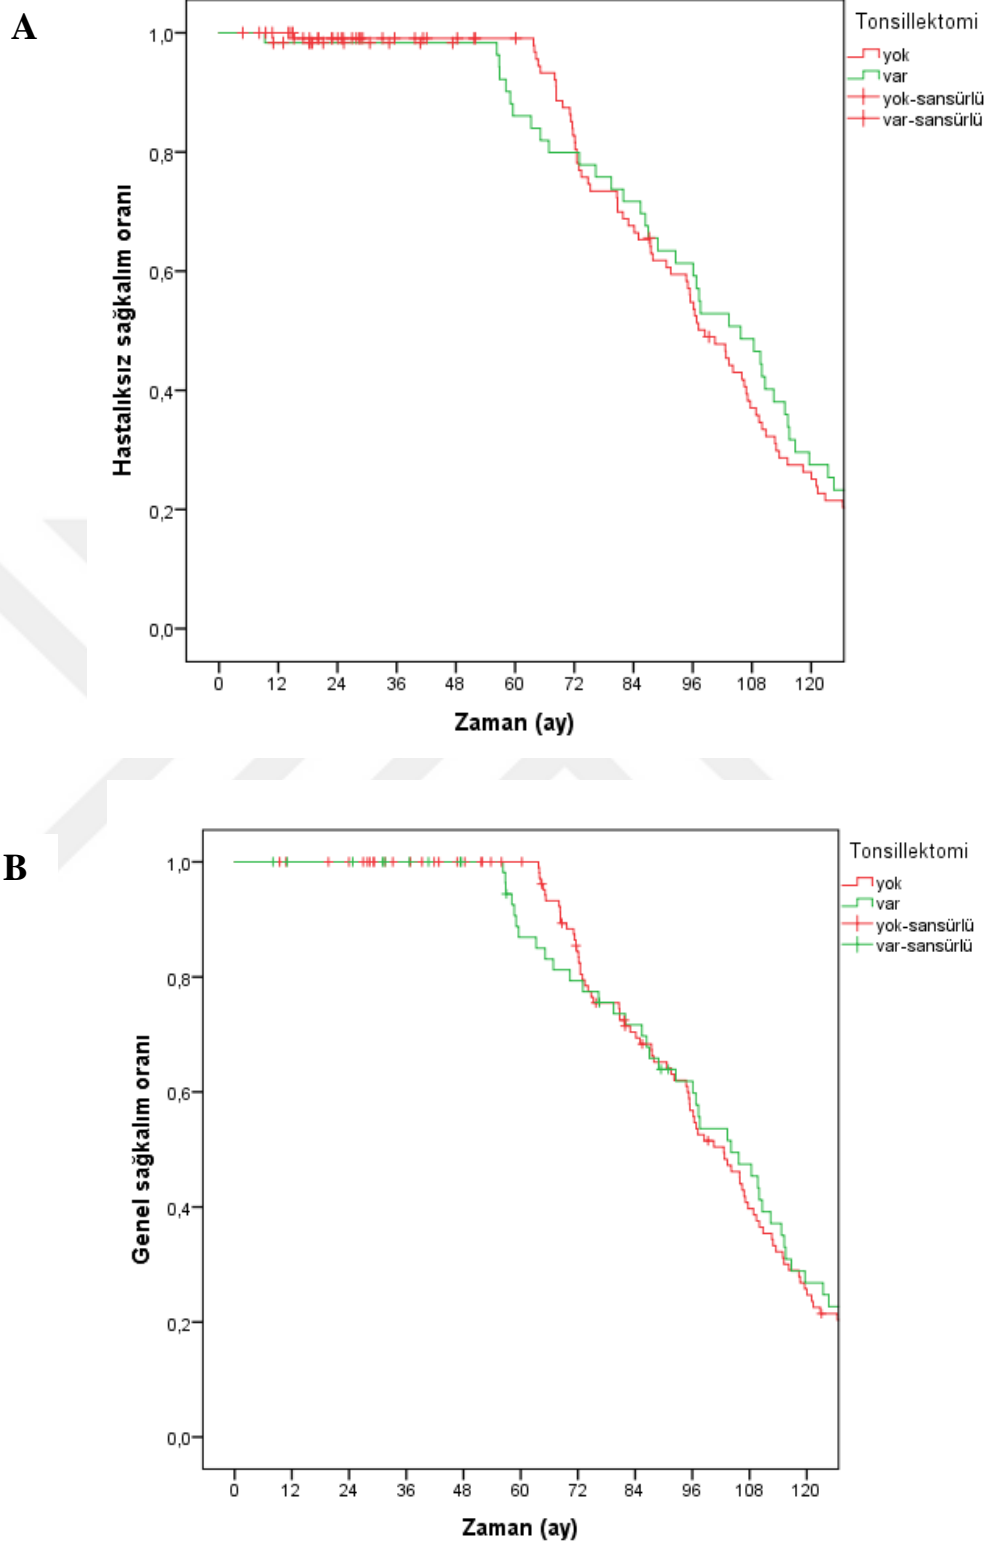 A
Tonsillektomi
yok
var
yok-sansürlü
var-sansürlü
1,0
0,8
0,6
0,4
0,2
0,0
Hastalıksız sağkalım oranı
0 12 24 36 48 60 72 84 96 108 120
Zaman (ay)
B
Tonsillektomi
yok
var
yok-sansürlü
var-sansürlü
1,0
0,8
0,6
0,4
0,2
0,0
Genel sağkalım oranı
0 12 24 36 48 60 72 84 96 108 120
Zaman (ay)